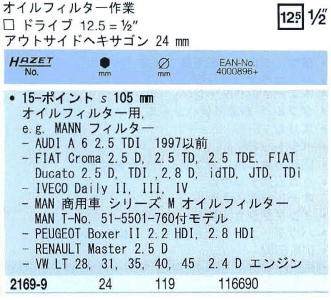 オイルフィルター作業
□ ドライブ 12.5 = ½”
アウトサイドヘキサゴン 24 mm
12⁵ ½”
HAZET No. mm mm EAN-No. 4000896+
• 15-ポイント s 105 mm
オイルフィルター用,
e.g. MANN フィルター
– AUDI A 6 2.5 TDI 1997以前
– FIAT Croma 2.5 D, 2.5 TD, 2.5 TDE. FIAT
Ducato 2.5 D, TDI ,2.8 D, idTD, JTD, TDi
– IVECO Daily II, III, IV
– MAN 商用車 シリーズ M オイルフィルター
MAN T-No. 51-5501-760付モデル
– PEUGEOT Boxer II 2.2 HDI, 2.8 HDI
– RENAULT Master 2.5 D
– VW LT 28, 31, 35, 40, 45 2.4 D エンジン
2169-9 24 119 116690